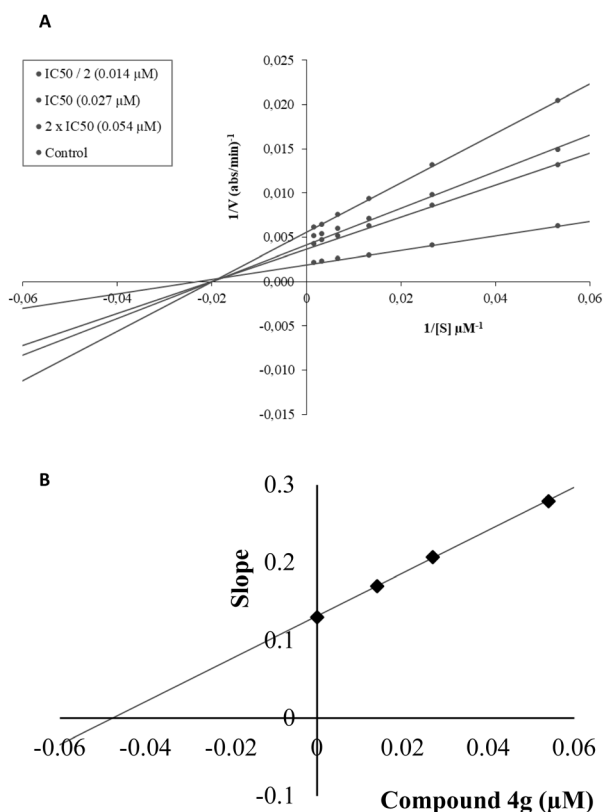 A
IC50 / 2 (0.014 µM)
IC50 (0.027 µM)
2 x IC50 (0.054 µM)
Control
1/V (abs/min)-1
0,025
0,020
0,015
0,010
0,005
0,000
-0,005
-0,010
-0,015
-0,06 -0,04 -0,02 0 0,02 0,04 0,06
1/[S] µM-1
B
Slope
0.3
0.2
0.1
0
-0.1
-0.06 -0.04 -0.02 0 0.02 0.04 0.06
Compound 4g (µM)